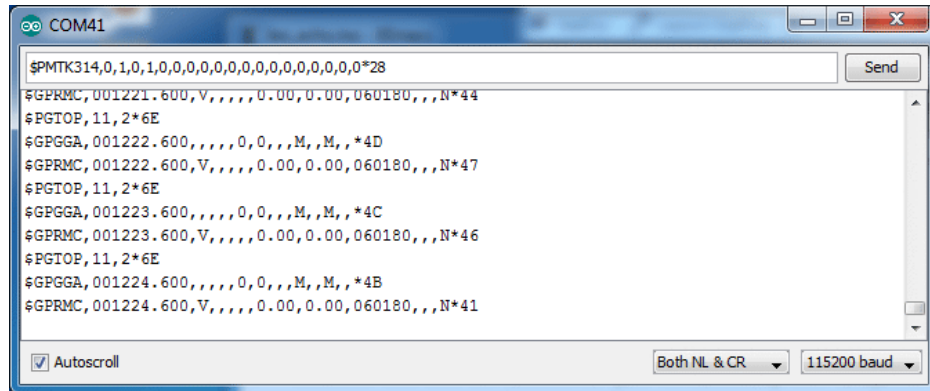 COM41
$PMTK314,0,1,0,1,0,0,0,0,0,0,0,0,0,0,0,0,0,0,0*28
Send
$GPRMC,001221.600,V,,,,,0.00,0.00,060180,,,N*44
$PGTOP,11,2*6E
$GPGGA,001222.600,,,,,0,0,,,M,,M,,*4D
$GPRMC,001222.600,V,,,,,0.00,0.00,060180,,,N*47
$PGTOP,11,2*6E
$GPGGA,001223.600,,,,,0,0,,,M,,M,,*4C
$GPRMC,001223.600,V,,,,,0.00,0.00,060180,,,N*46
$PGTOP,11,2*6E
$GPGGA,001224.600,,,,,0,0,,,M,,M,,*4B
$GPRMC,001224.600,V,,,,,0.00,0.00,060180,,,N*41
Autoscroll
Both NL & CR
115200 baud